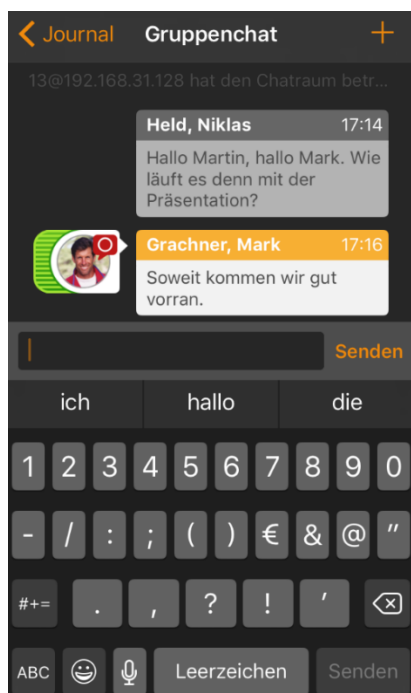 Journal Gruppenchat +
13@192.168.31.128 hat den Chatraum betr...
Held, Niklas 17:14
Hallo Martin, hallo Mark. Wie
läuft es denn mit der
Präsentation?
Grachner, Mark 17:16
Soweit kommen wir gut
vorran.
Senden
ich hallo die
1 2 3 4 5 6 7 8 9 0
- / : ; ( ) € & @ "
#+= . , ? ! '
ABC Leerzeichen Senden